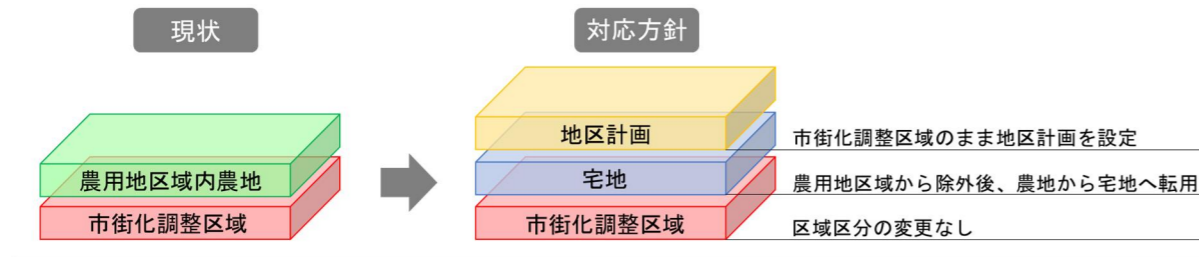 現状
対応方針
農用地区域内農地
市街化調整区域
地区計画
市街化調整区域のまま地区計画を設定
宅地
農用地区域から除外後、農地から宅地へ転用
市街化調整区域
区域区分の変更なし